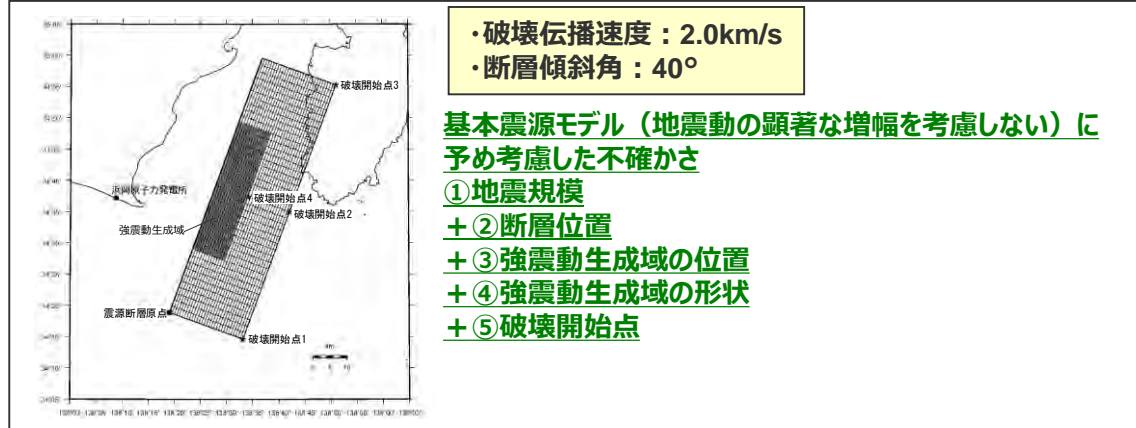 ・破壊伝播速度：2.0km/s
・断層傾斜角：40°
基本震源モデル（地震動の顕著な増幅を考慮しない）に
予め考慮した不確かさ
①地震規模
＋②断層位置
＋③強震動生成域の位置
＋④強震動生成域の形状
＋⑤破壊開始点
破壊開始点3
浜岡原子力発電所
破壊開始点4
破壊開始点2
強震動生成域
震源断層原点
破壊開始点1
km
0 5 10